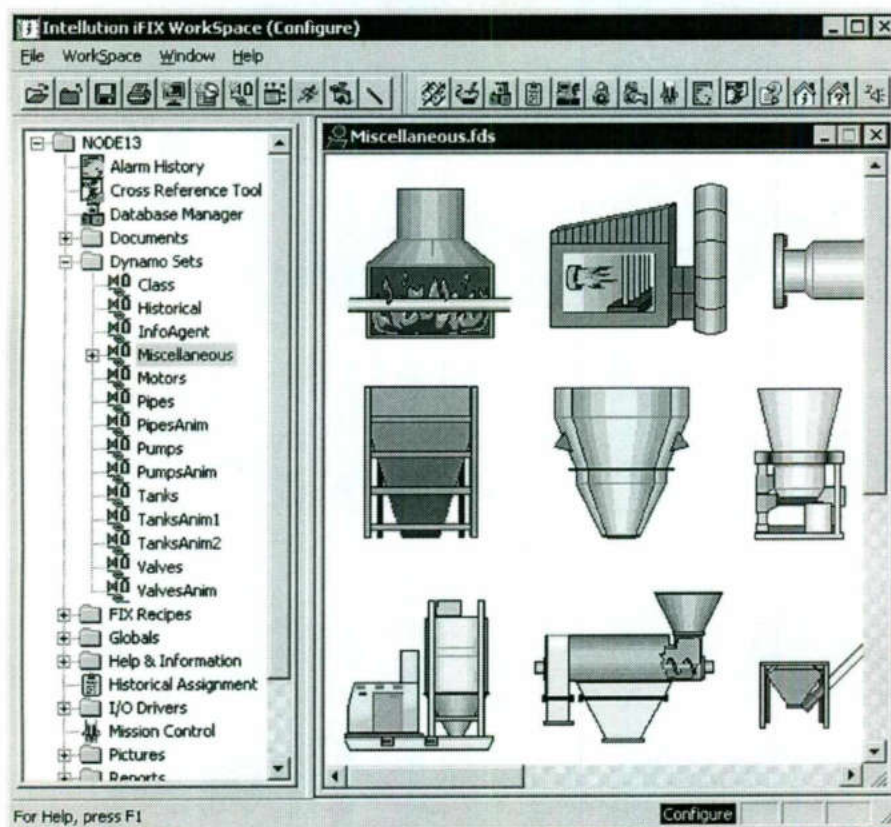 Intellution iFIX WorkSpace (Configure)
File WorkSpace Window Help
NODE13
Alarm History
Cross Reference Tool
Database Manager
Documents
Dynamo Sets
Class
Historical
InfoAgent
Miscellaneous
Motors
Pipes
PipesAnim
Pumps
PumpsAnim
Tanks
TanksAnim1
TanksAnim2
Valves
ValvesAnim
FIX Recipes
Globals
Help & Information
Historical Assignment
I/O Drivers
Mission Control
Pictures
Reports
Miscellaneous.fds
For Help, press F1
Configure